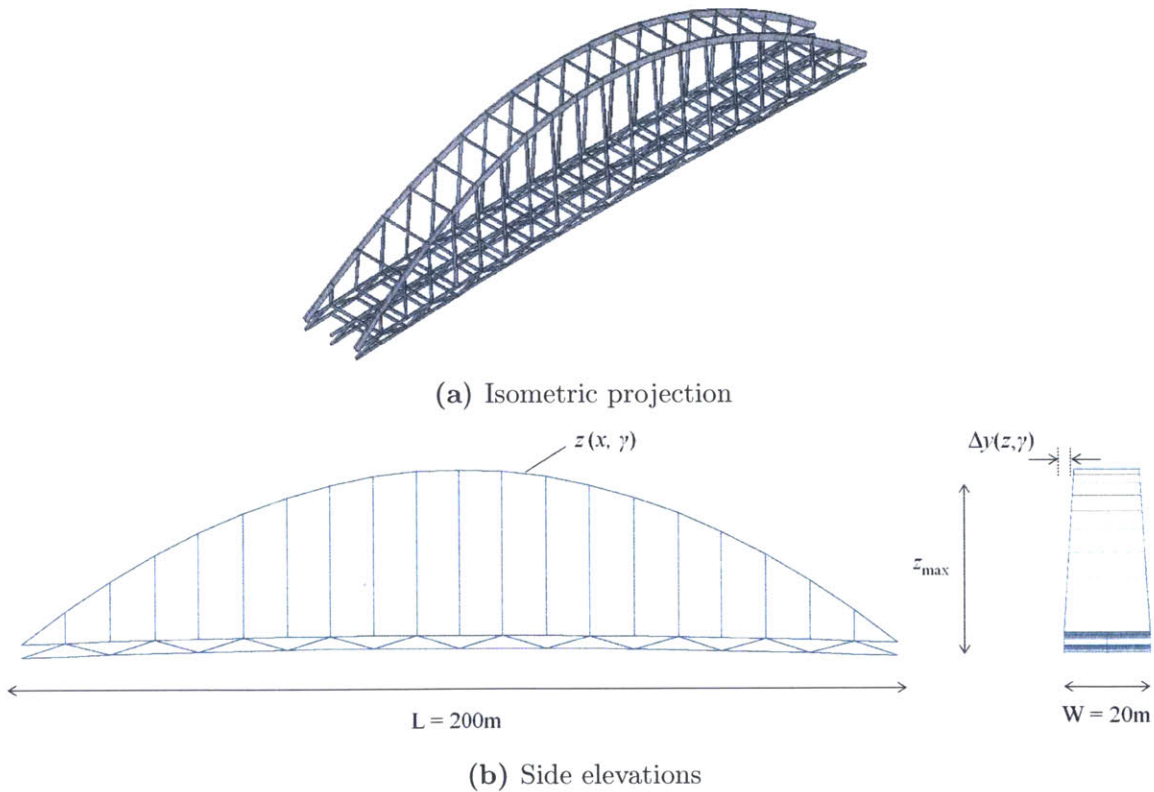 (a) Isometric projection
z(x, γ)
Δy(z,γ)
z_max
L = 200m
W = 20m
(b) Side elevations